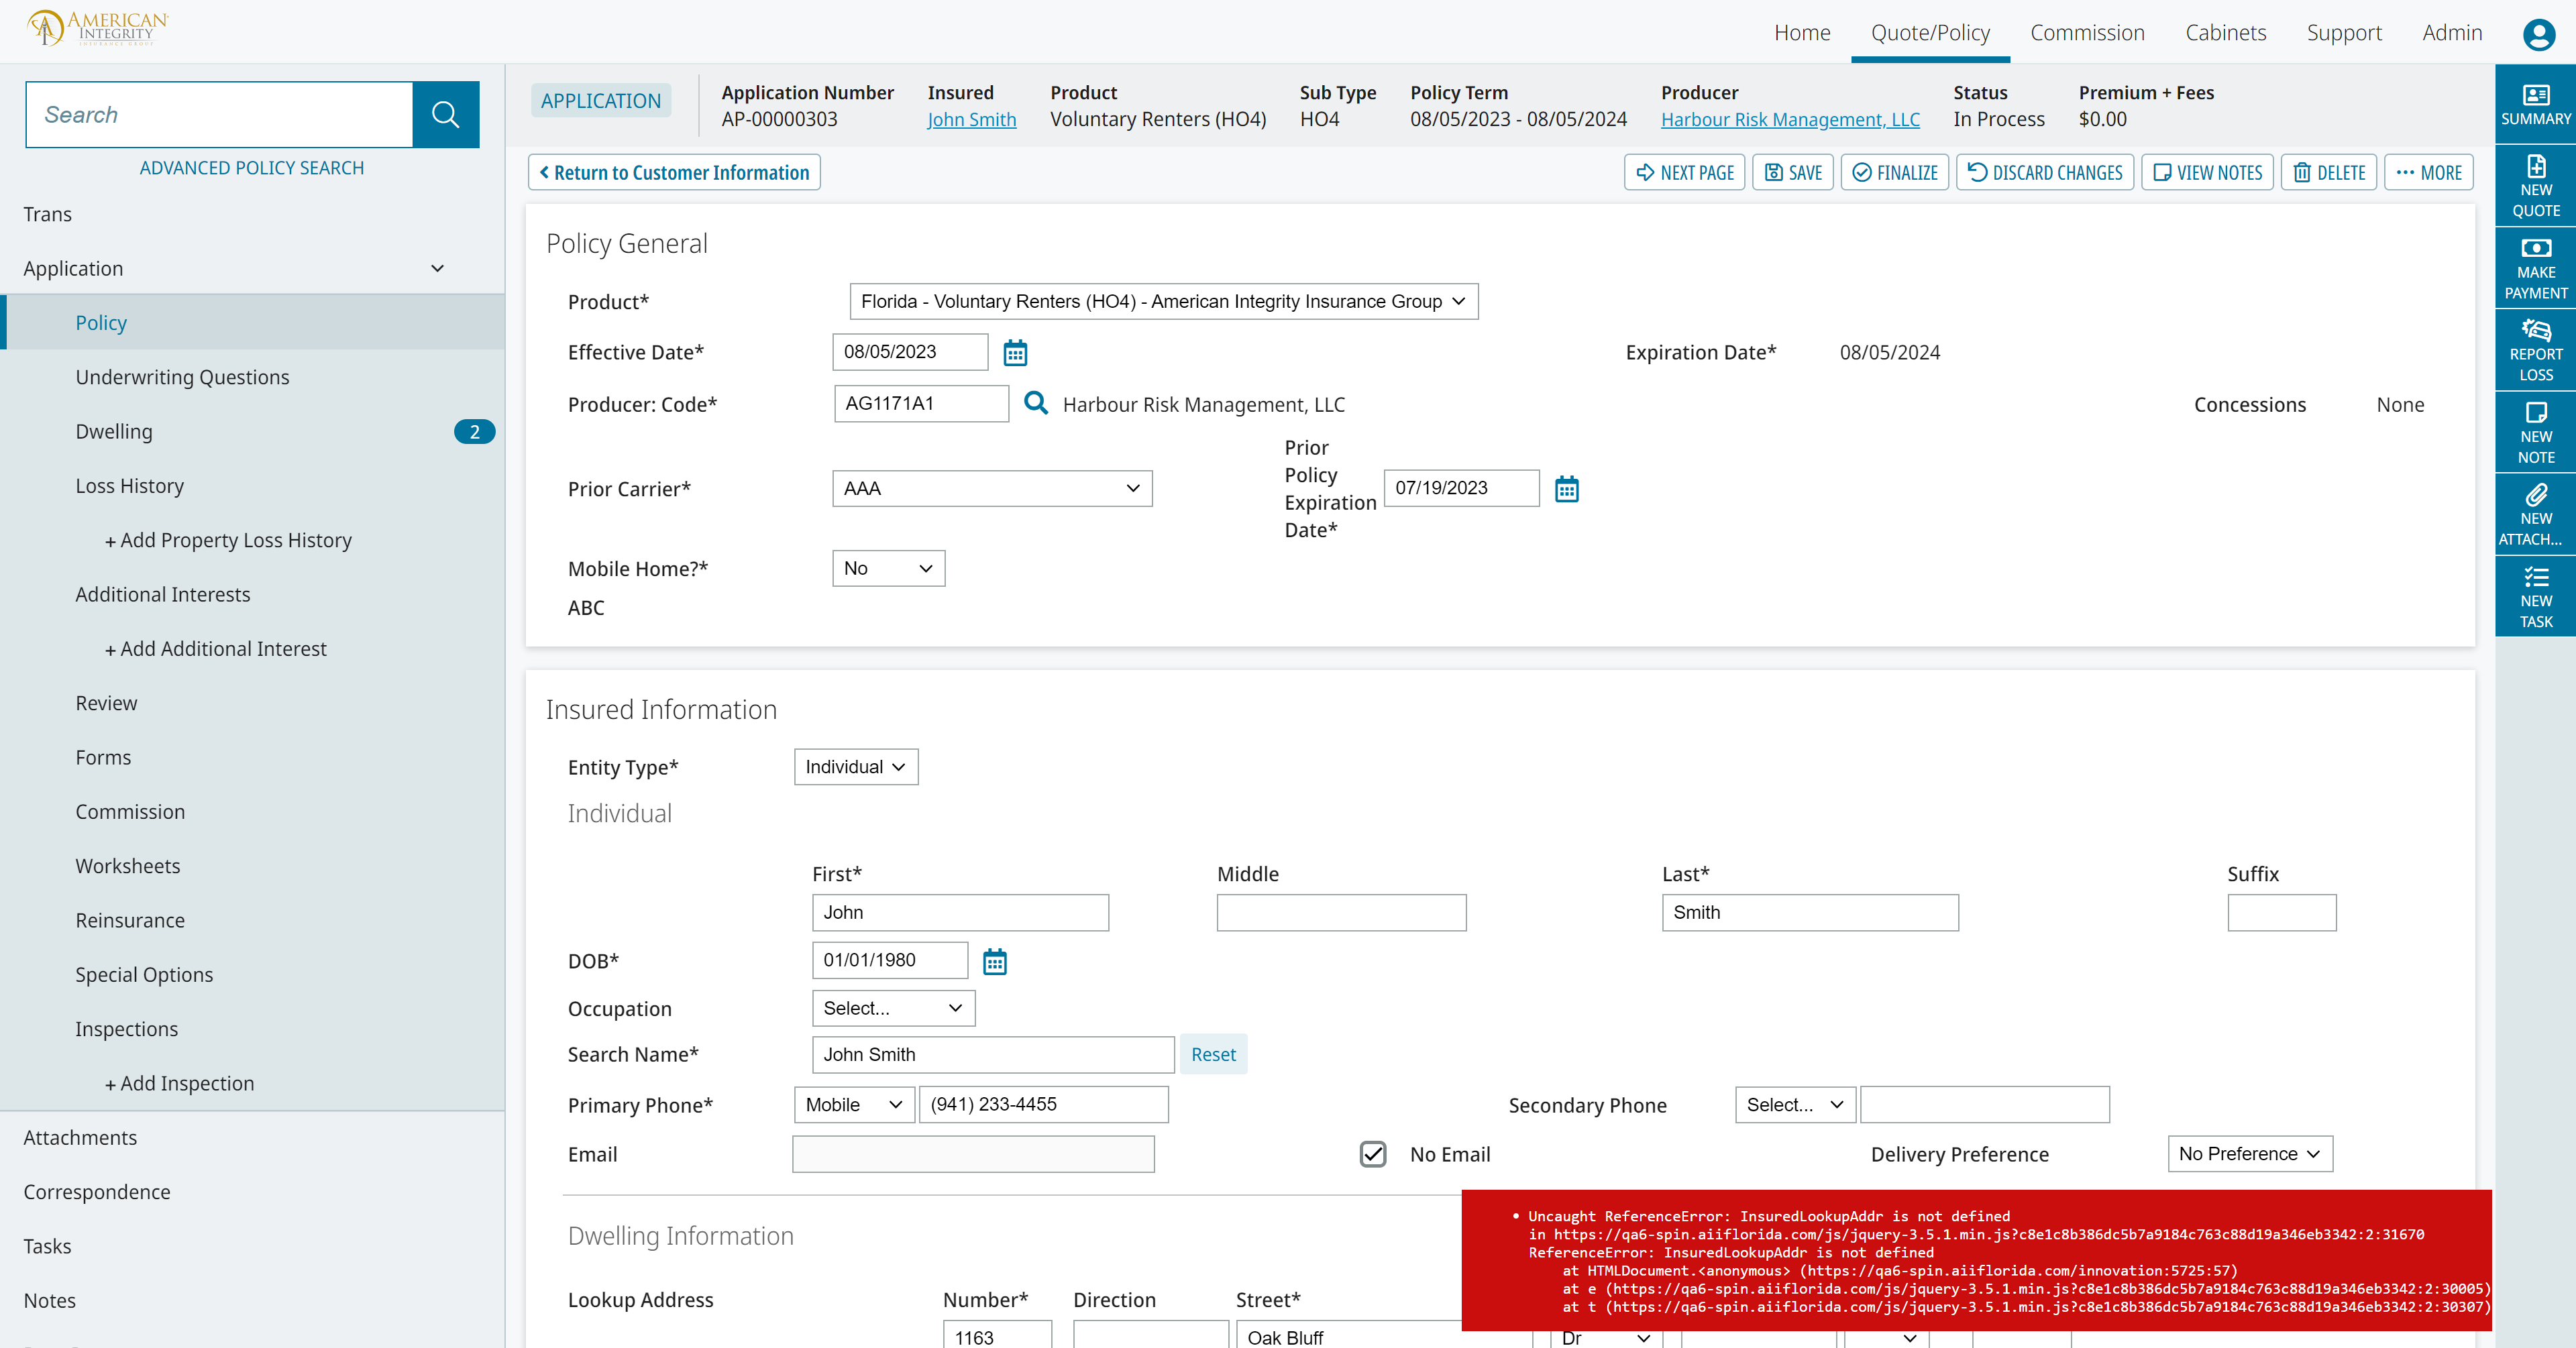 AMERICAN
INTEGRITY
INSURANCE GROUP
Home
Quote/Policy
Commission
Cabinets
Support
Admin
Search
ADVANCED POLICY SEARCH
Trans
Application
Policy
Underwriting Questions
Dwelling
2
Loss History
+ Add Property Loss History
Additional Interests
+ Add Additional Interest
Review
Forms
Commission
Worksheets
Reinsurance
Special Options
Inspections
+ Add Inspection
Attachments
Correspondence
Tasks
Notes
APPLICATION
Application Number
AP-00000303
Insured
John Smith
Product
Voluntary Renters (HO4)
Sub Type
HO4
Policy Term
08/05/2023 - 08/05/2024
Producer
Harbour Risk Management, LLC
Status
In Process
Premium + Fees
$0.00
Return to Customer Information
NEXT PAGE
SAVE
FINALIZE
DISCARD CHANGES
VIEW NOTES
DELETE
MORE
Policy General
Product*
Florida - Voluntary Renters (HO4) - American Integrity Insurance Group
Effective Date*
08/05/2023
Expiration Date*
08/05/2024
Producer: Code*
AG1171A1
Harbour Risk Management, LLC
Concessions
None
Prior Carrier*
AAA
Prior
Policy
Expiration
Date*
07/19/2023
Mobile Home?*
No
ABC
Insured Information
Entity Type*
Individual
Individual
First*
Middle
Last*
Suffix
John
Smith
DOB*
01/01/1980
Occupation
Select...
Search Name*
John Smith
Reset
Primary Phone*
Mobile
(941) 233-4455
Secondary Phone
Select...
Email
No Email
Delivery Preference
No Preference
Dwelling Information
Lookup Address
Number*
Direction
Street*
1163
Oak Bluff
Dr
• Uncaught ReferenceError: InsuredLookupAddr is not defined
in https://qa6-spin.aiiflorida.com/js/jquery-3.5.1.min.js?c8e1c8b386dc5b7a9184c763c88d19a346eb3342:2:31670
ReferenceError: InsuredLookupAddr is not defined
at HTMLDocument.<anonymous> (https://qa6-spin.aiiflorida.com/innovation:5725:57)
at e (https://qa6-spin.aiiflorida.com/js/jquery-3.5.1.min.js?c8e1c8b386dc5b7a9184c763c88d19a346eb3342:2:30005)
at t (https://qa6-spin.aiiflorida.com/js/jquery-3.5.1.min.js?c8e1c8b386dc5b7a9184c763c88d19a346eb3342:2:30307)
SUMMARY
NEW
QUOTE
MAKE
PAYMENT
REPORT
LOSS
NEW
NOTE
NEW
ATTACH...
NEW
TASK